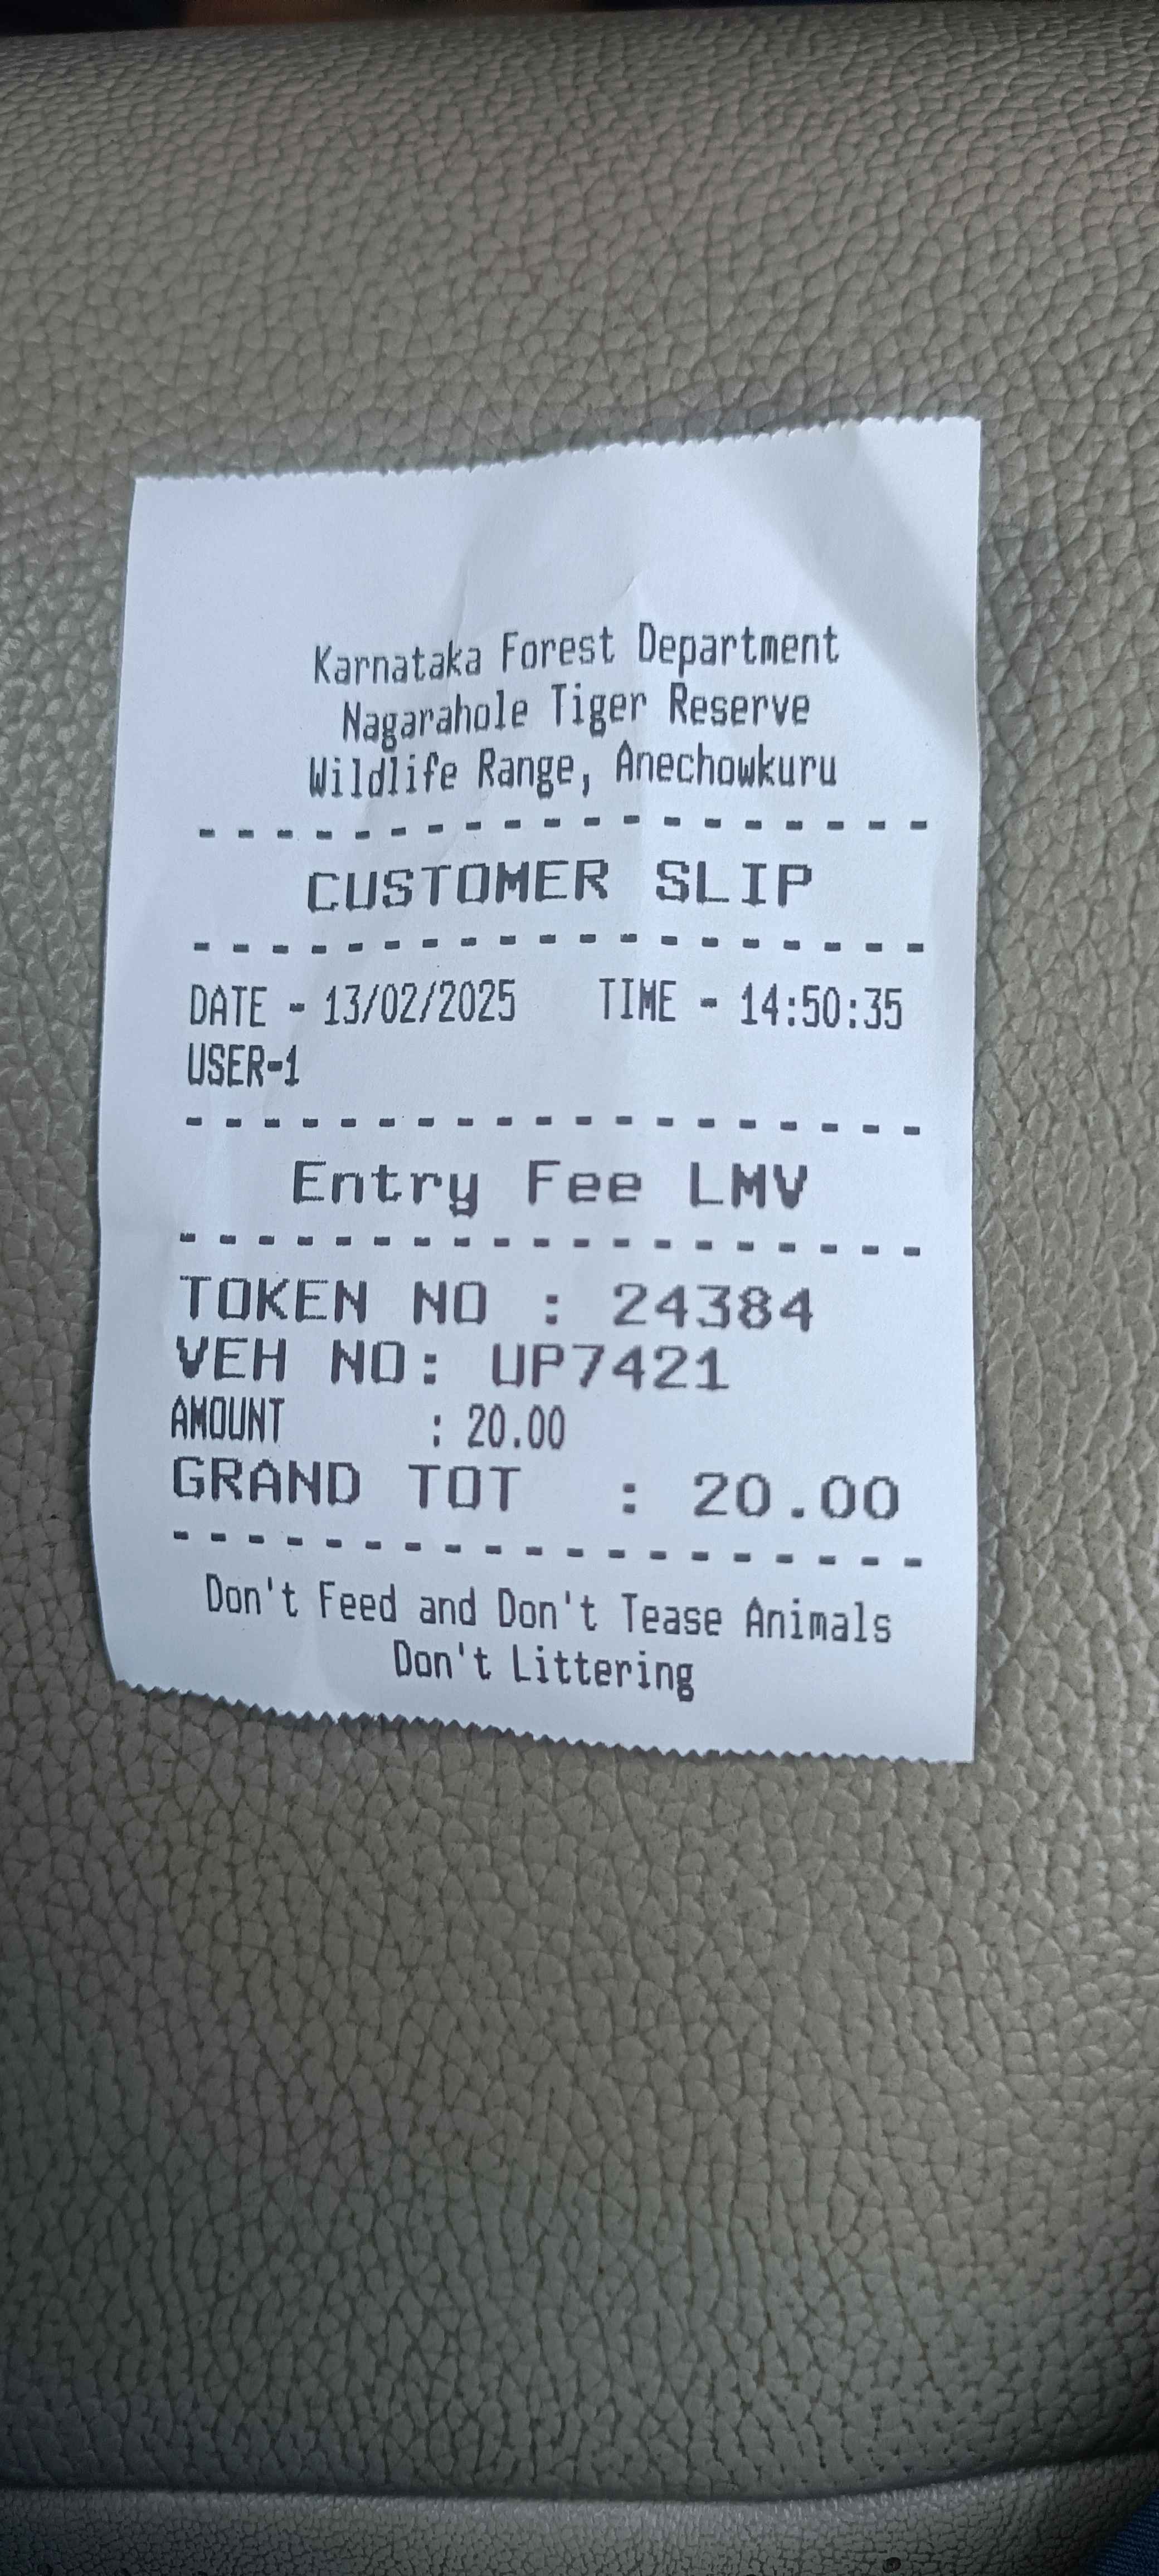 Karnataka Forest Department
Nagarahole Tiger Reserve
Wildlife Range, Anechowkuru
- - - - - - - - - - - - - - - - - - -
CUSTOMER SLIP
- - - - - - - - - - - - - - - - - - -
DATE - 13/02/2025 TIME - 14:50:35
USER-1
- - - - - - - - - - - - - - - - - - -
Entry Fee LMV
- - - - - - - - - - - - - - - - - - -
TOKEN NO : 24384
VEH NO: UP7421
AMOUNT : 20.00
GRAND TOT : 20.00
- - - - - - - - - - - - - - - - - - -
Don't Feed and Don't Tease Animals
Don't Littering